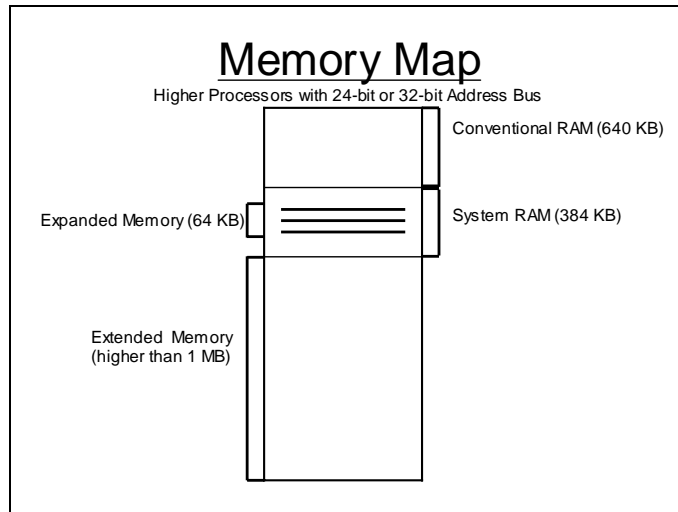 Memory Map
Higher Processors with 24-bit or 32-bit Address Bus
Conventional RAM (640 KB)
Expanded Memory (64 KB)
System RAM (384 KB)
Extended Memory
(higher than 1 MB)